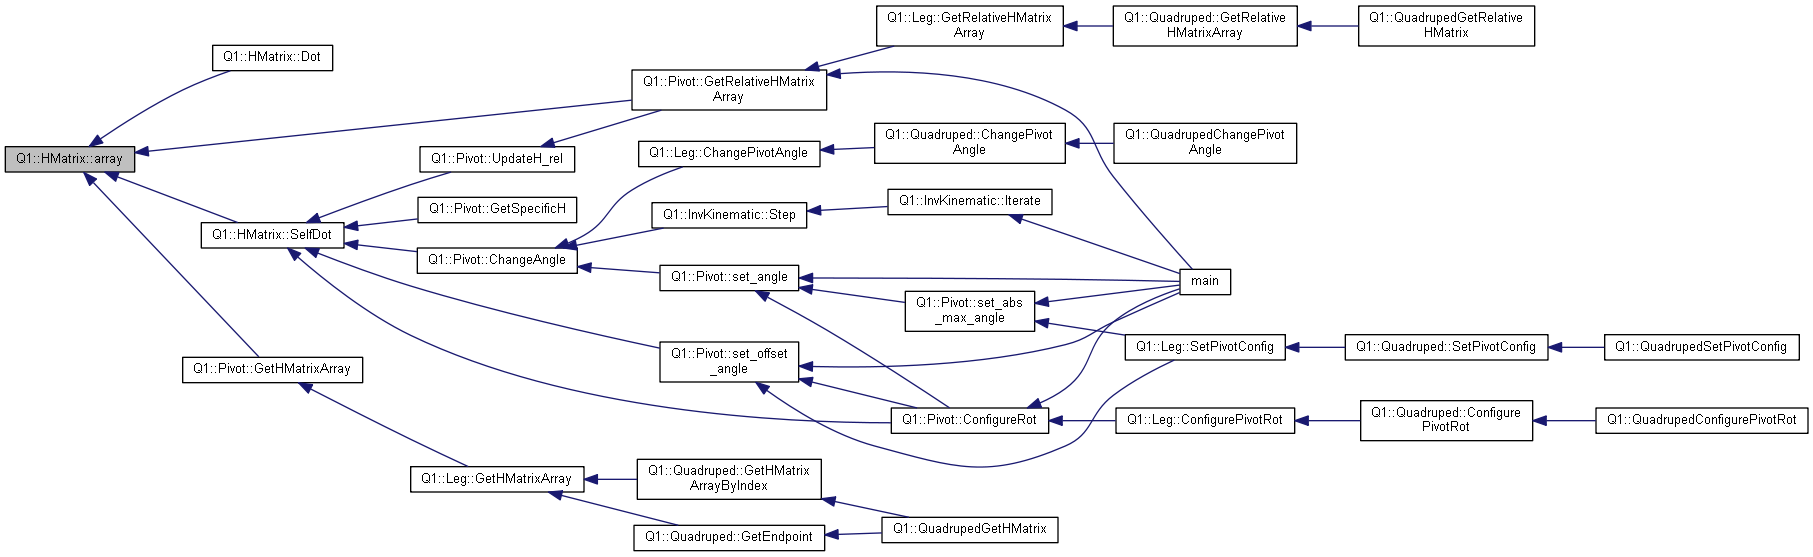 Q1::Leg::GetRelativeHMatrix
Array
Q1::Quadruped::GetRelative
HMatrixArray
Q1::QuadrupedGetRelative
HMatrix
Q1::HMatrix::Dot
Q1::Pivot::GetRelativeHMatrix
Array
Q1::HMatrix::array
Q1::Pivot::UpdateH_rel
Q1::Leg::ChangePivotAngle
Q1::Quadruped::ChangePivot
Angle
Q1::QuadrupedChangePivot
Angle
Q1::Pivot::GetSpecificH
Q1::InvKinematic::Step
Q1::InvKinematic::Iterate
Q1::HMatrix::SelfDot
Q1::Pivot::ChangeAngle
Q1::Pivot::set_angle
main
Q1::Pivot::set_abs
_max_angle
Q1::Pivot::GetHMatrixArray
Q1::Pivot::set_offset
_angle
Q1::Leg::SetPivotConfig
Q1::Quadruped::SetPivotConfig
Q1::QuadrupedSetPivotConfig
Q1::Pivot::ConfigureRot
Q1::Leg::ConfigurePivotRot
Q1::Quadruped::Configure
PivotRot
Q1::QuadrupedConfigurePivotRot
Q1::Leg::GetHMatrixArray
Q1::Quadruped::GetHMatrix
ArrayByIndex
Q1::Quadruped::GetEndpoint
Q1::QuadrupedGetHMatrix